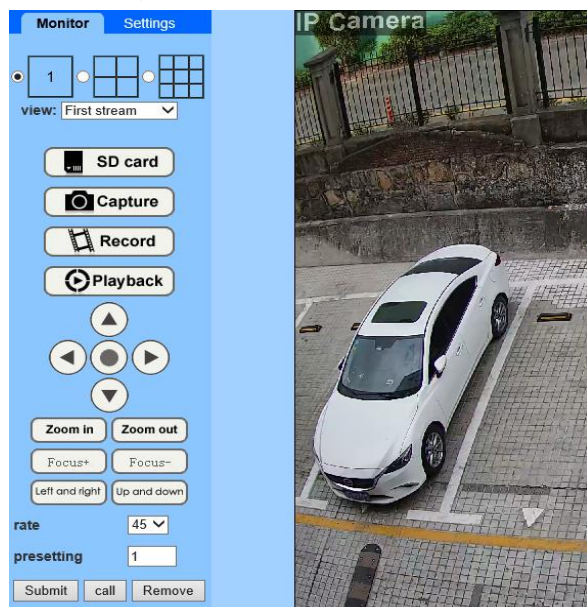 Monitor Settings
IP Camera
1
view: First stream
SD card
Capture
Record
Playback
Zoom in Zoom out
Focus+ Focus-
Left and right Up and down
rate 45
presetting 1
Submit call Remove